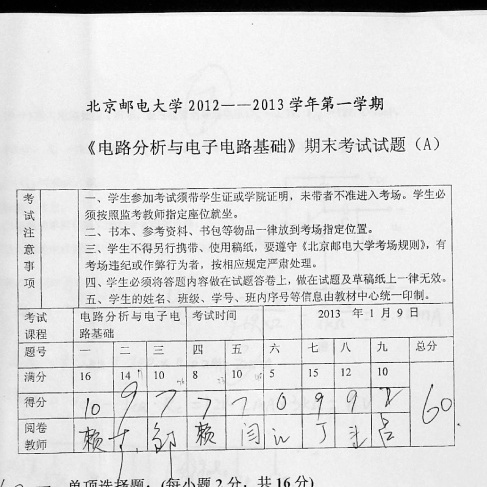 北京邮电大学2012——2013学年第一学期
《电路分析与电子电路基础》期末考试试题（A）
考试注意事项
一、学生参加考试须带学生证或学院证明，未带者不准进入考场。学生必
须按照监考教师指定座位就坐。
二、书本、参考资料、书包等物品一律放到考场指定位置。
三、学生不得另行携带、使用稿纸，要遵守《北京邮电大学考场规则》，有
考场违纪或作弊行为者，按相应规定严肃处理。
四、学生必须将答题内容做在试题答卷上，做在试题及草稿纸上一律无效。
五、学生的姓名、班级、学号、班内序号等信息由教材中心统一印制。
考试 电路分析与电子电 考试时间 2013 年 1 月 9 日
课程 路基础
题号 一 二 三 四 五 六 七 八 九 总分
满分 16 14 10 8 10 5 15 12 10
得分 10 9 7 7 7 0 9 9 2 60
阅卷 赖 邹 赖 闫 丁
教师
一、单项选择题：（每小题2分，共16分）